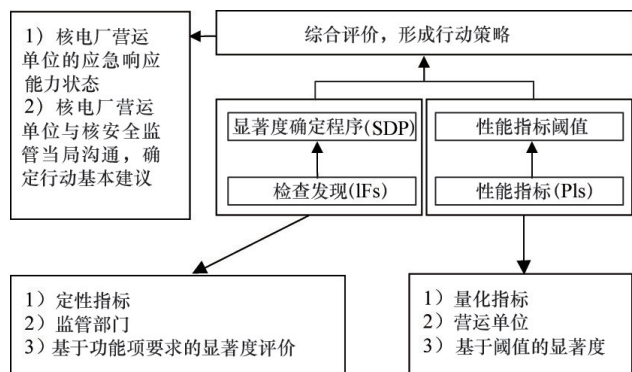 1）核电厂营运
单位的应急响应
能力状态
2）核电厂营运
单位与核安全监
管当局沟通，确
定行动基本建议
综合评价，形成行动策略
显著度确定程序(SDP)
检查发现(lFs)
性能指标阈值
性能指标(Pls)
1）定性指标
2）监管部门
3）基于功能项要求的显著度评价
1）量化指标
2）营运单位
3）基于阈值的显著度